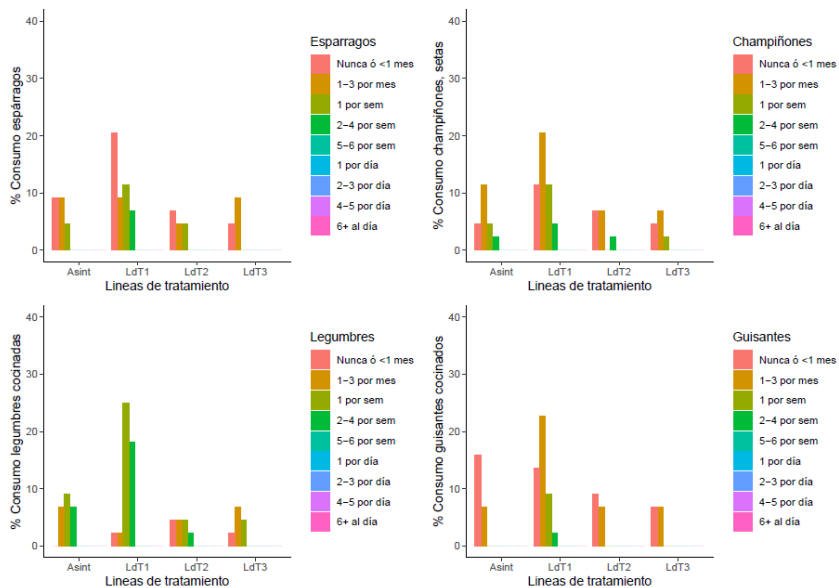 40
30
20
10
0
% Consumo espárragos
Asint LdT1 LdT2 LdT3
Lineas de tratamiento
Esparragos
Nunca ó <1 mes
1−3 por mes
1 por sem
2−4 por sem
5−6 por sem
1 por día
2−3 por día
4−5 por día
6+ al día
40
30
20
10
0
% Consumo champiñones, setas
Asint LdT1 LdT2 LdT3
Lineas de tratamiento
Champiñones
Nunca ó <1 mes
1−3 por mes
1 por sem
2−4 por sem
5−6 por sem
1 por día
2−3 por día
4−5 por día
6+ al día
40
30
20
10
0
% Consumo legumbres cocinadas
Asint LdT1 LdT2 LdT3
Lineas de tratamiento
Legumbres
Nunca ó <1 mes
1−3 por mes
1 por sem
2−4 por sem
5−6 por sem
1 por día
2−3 por día
4−5 por día
6+ al día
40
30
20
10
0
% Consumo guisantes cocinados
Asint LdT1 LdT2 LdT3
Lineas de tratamiento
Guisantes
Nunca ó <1 mes
1−3 por mes
1 por sem
2−4 por sem
5−6 por sem
1 por día
2−3 por día
4−5 por día
6+ al día